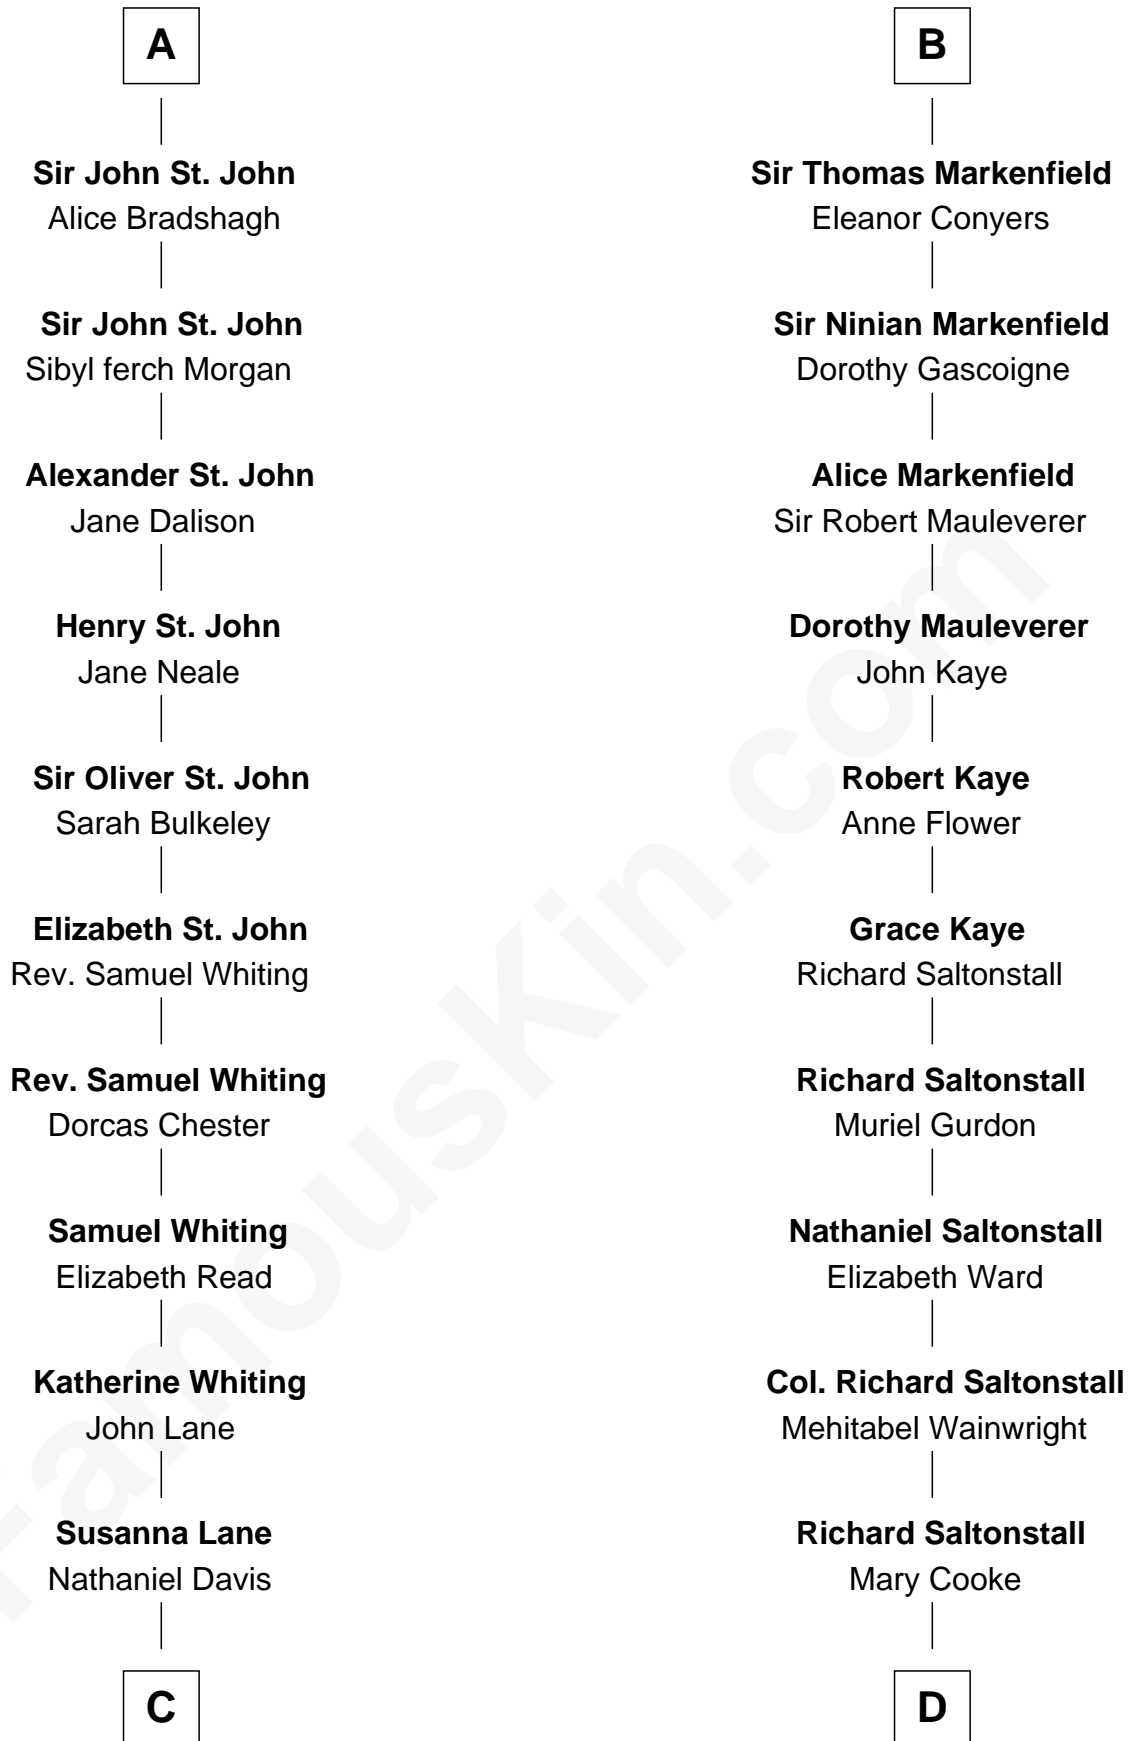 A
Sir John St. John
Alice Bradshagh
Sir John St. John
Sibyl ferch Morgan
Alexander St. John
Jane Dalison
Henry St. John
Jane Neale
Sir Oliver St. John
Sarah Bulkeley
Elizabeth St. John
Rev. Samuel Whiting
Rev. Samuel Whiting
Dorcas Chester
Samuel Whiting
Elizabeth Read
Katherine Whiting
John Lane
Susanna Lane
Nathaniel Davis
C
B
Sir Thomas Markenfield
Eleanor Conyers
Sir Ninian Markenfield
Dorothy Gascoigne
Alice Markenfield
Sir Robert Mauleverer
Dorothy Mauleverer
John Kaye
Robert Kaye
Anne Flower
Grace Kaye
Richard Saltonstall
Richard Saltonstall
Muriel Gurdon
Nathaniel Saltonstall
Elizabeth Ward
Col. Richard Saltonstall
Mehitabel Wainwright
Richard Saltonstall
Mary Cooke
D
FamousKin.com